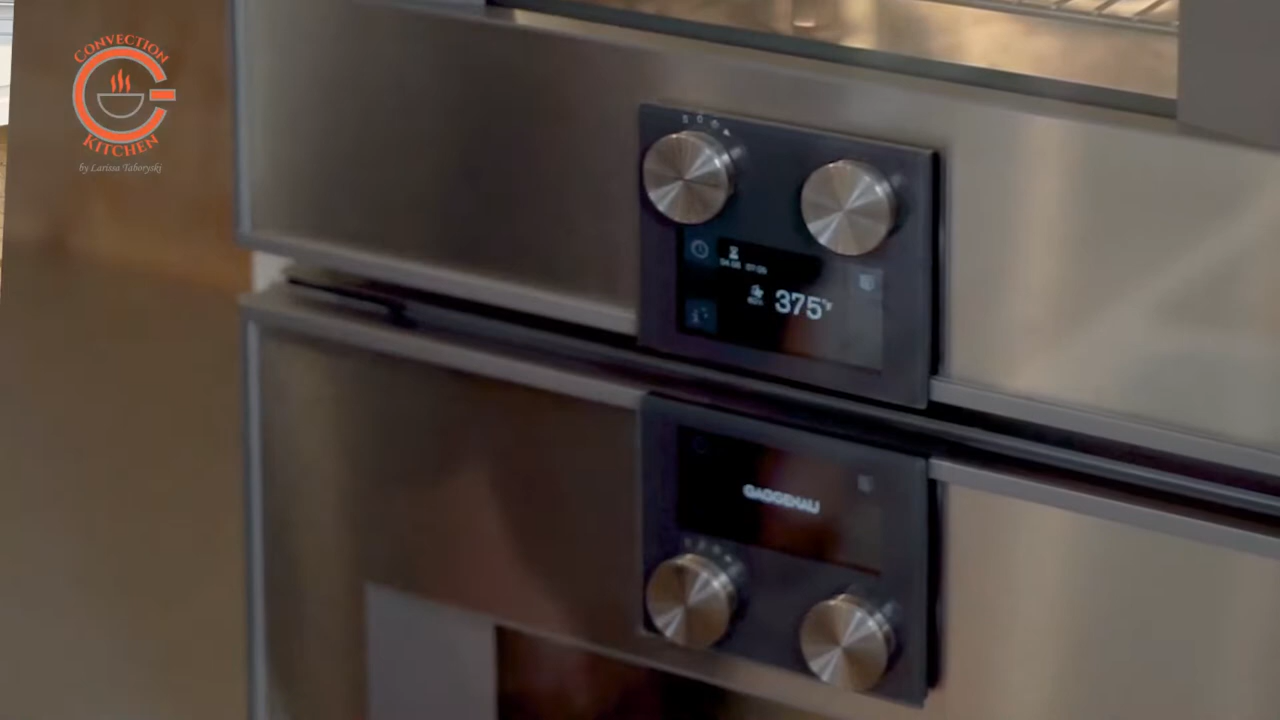 CONVECTION
KITCHEN
by Larissa Taboryski
375°F
GAGGENAU